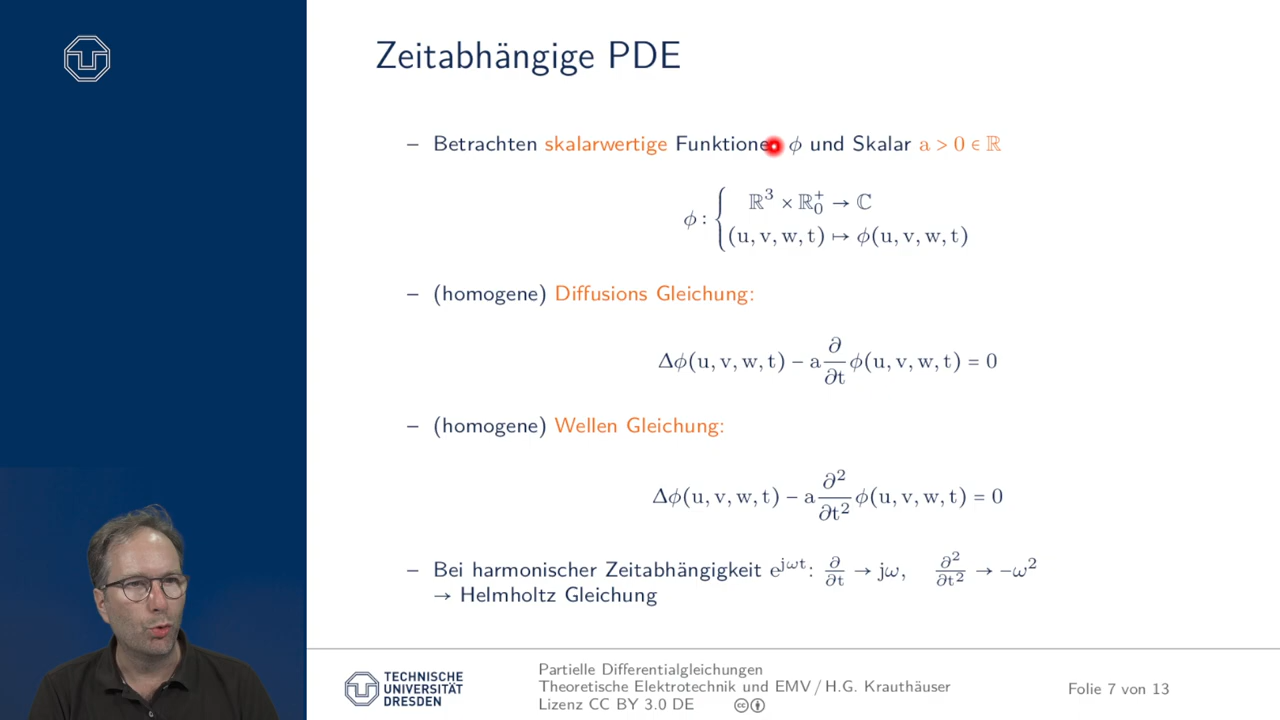 Zeitabhängige PDE
– Betrachten skalarwertige Funktionen ϕ und Skalar a > 0 ∈ ℝ
ϕ : { ℝ³ × ℝ₀⁺ → ℂ
(u, v, w, t) ↦ ϕ(u, v, w, t)
– (homogene) Diffusions Gleichung:
Δϕ(u, v, w, t) − a ∂/∂t ϕ(u, v, w, t) = 0
– (homogene) Wellen Gleichung:
Δϕ(u, v, w, t) − a ∂²/∂t² ϕ(u, v, w, t) = 0
– Bei harmonischer Zeitabhängigkeit e^{jωt}: ∂/∂t → jω, ∂²/∂t² → −ω²
→ Helmholtz Gleichung
TECHNISCHE
UNIVERSITÄT
DRESDEN
Partielle Differentialgleichungen
Theoretische Elektrotechnik und EMV / H.G. Krauthäuser
Lizenz CC BY 3.0 DE
Folie 7 von 13